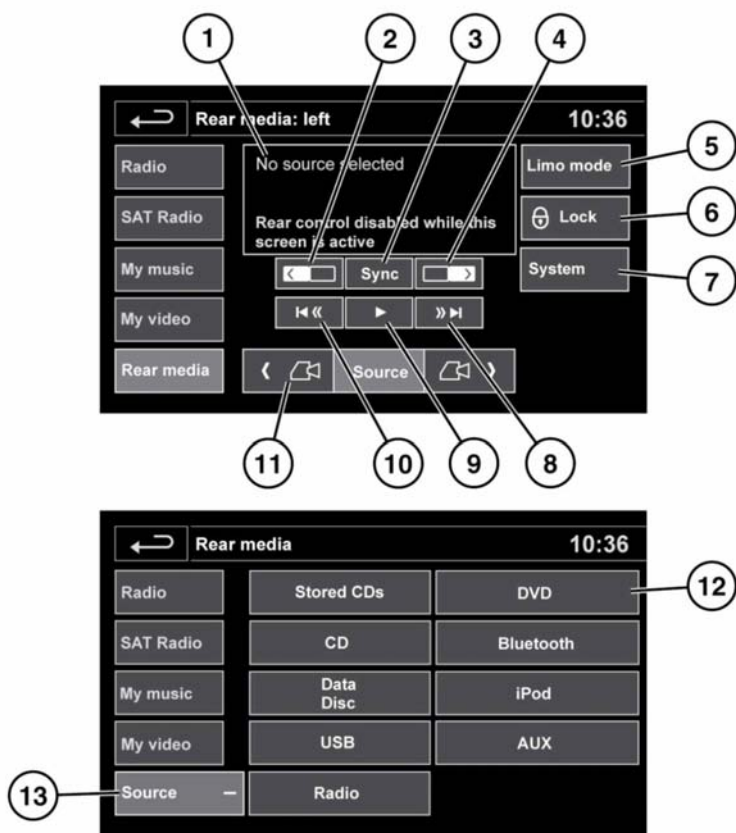 1
2
3
4
Rear media: left
10:36
Radio
No source selected
Limo mode
5
SAT Radio
Rear control disabled while this
screen is active
Lock
6
My music
Sync
System
7
My video
Rear media
Source
11
10
9
8
Rear media
10:36
Radio
Stored CDs
DVD
12
SAT Radio
CD
Bluetooth
My music
Data
Disc
iPod
My video
USB
AUX
13
Source –
Radio